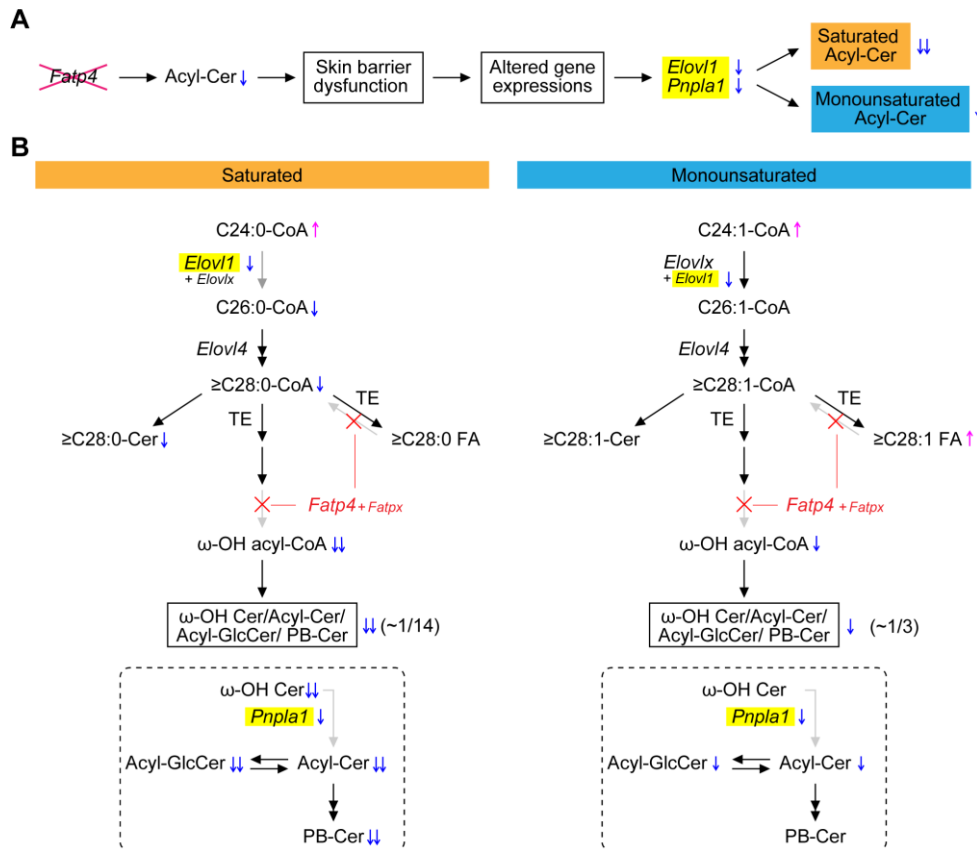 A
Fatp4
Acyl-Cer ↓
Skin barrier
dysfunction
Altered gene
expressions
Elovl1 ↓
Pnpla1 ↓
Saturated
Acyl-Cer ↓↓
Monounsaturated
Acyl-Cer ↓
B
Saturated
C24:0-CoA ↑
Elovl1 ↓
+ Elovlx
C26:0-CoA ↓
Elovl4
≥C28:0-CoA ↓
TE
TE
≥C28:0-Cer ↓
≥C28:0 FA
Fatp4 + Fatpx
ω-OH acyl-CoA ↓↓
ω-OH Cer/Acyl-Cer/
Acyl-GlcCer/ PB-Cer ↓↓ (~1/14)
ω-OH Cer ↓↓
Pnpla1 ↓
Acyl-GlcCer ↓↓
Acyl-Cer ↓↓
PB-Cer ↓↓
Monounsaturated
C24:1-CoA ↑
Elovlx
+ Elovl1 ↓
C26:1-CoA
Elovl4
≥C28:1-CoA
TE
TE
≥C28:1-Cer
≥C28:1 FA ↑
Fatp4 + Fatpx
ω-OH acyl-CoA ↓
ω-OH Cer/Acyl-Cer/
Acyl-GlcCer/ PB-Cer ↓ (~1/3)
ω-OH Cer
Pnpla1 ↓
Acyl-GlcCer ↓
Acyl-Cer ↓
PB-Cer